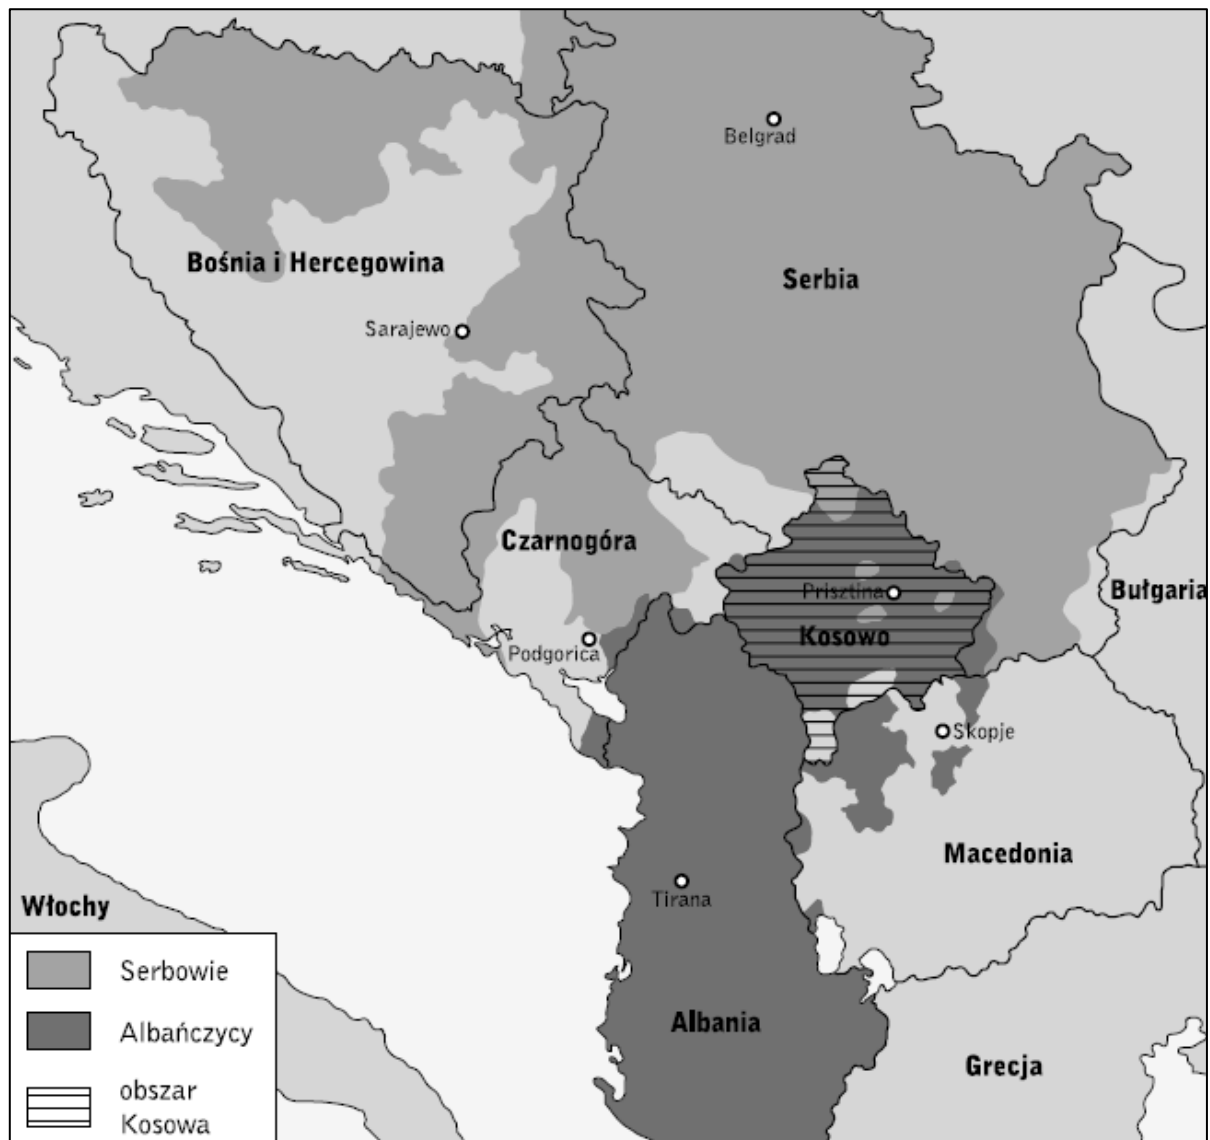 Belgrad
Bośnia i Hercegowina
Serbia
Sarajewo
Czarnogóra
Prisztina
Bułgaria
Kosowo
Podgorica
Skopje
Macedonia
Tirana
Włochy
Albania
Grecja
Serbowie
Albańczycy
obszar
Kosowa